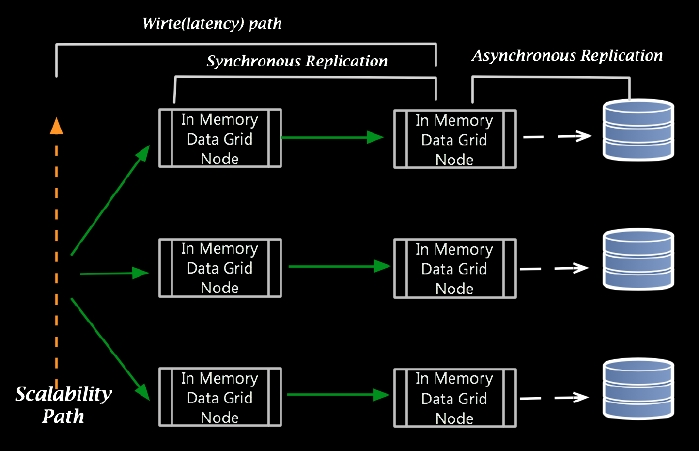 Wirte(latency) path
Synchronous Replication
Asynchronous Replication
In Memory
Data Grid
Node
In Memory
Data Grid
Node
In Memory
Data Grid
Node
In Memory
Data Grid
Node
Scalability
Path
In Memory
Data Grid
Node
In Memory
Data Grid
Node